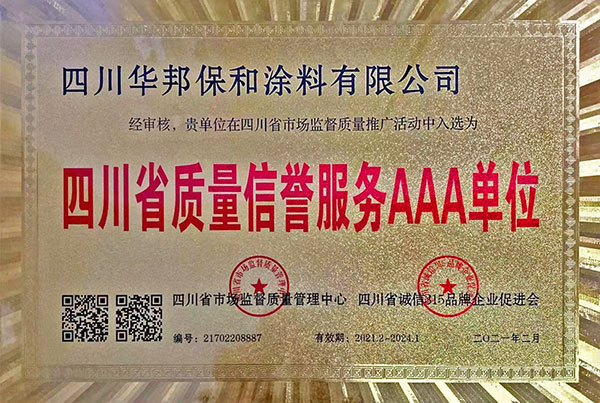 四川华邦保和涂料有限公司
经审核，贵单位在四川省市场监督质量推广活动中入选为
四川省质量信誉服务AAA单位
四川省市场监督质量管理中心 四川省诚信315品牌企业促进会
编号：21702208887 有效期：2021.2-2024.1 二〇二一年二月